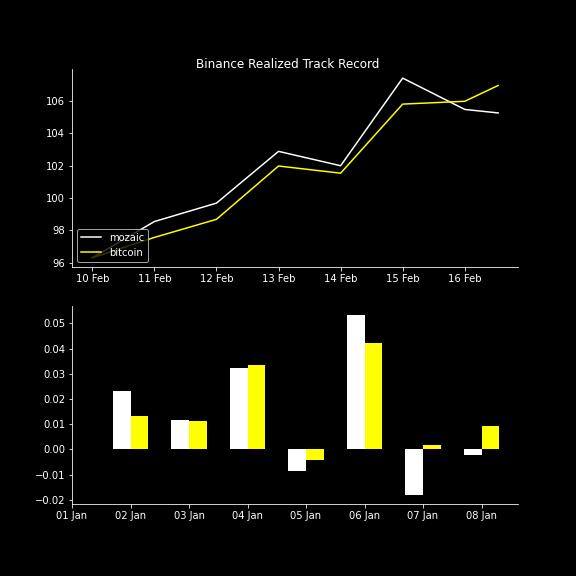 Binance Realized Track Record
106
104
102
100
98
96
mozaic
bitcoin
10 Feb 11 Feb 12 Feb 13 Feb 14 Feb 15 Feb 16 Feb
0.05
0.04
0.03
0.02
0.01
0.00
−0.01
−0.02
01 Jan 02 Jan 03 Jan 04 Jan 05 Jan 06 Jan 07 Jan 08 Jan